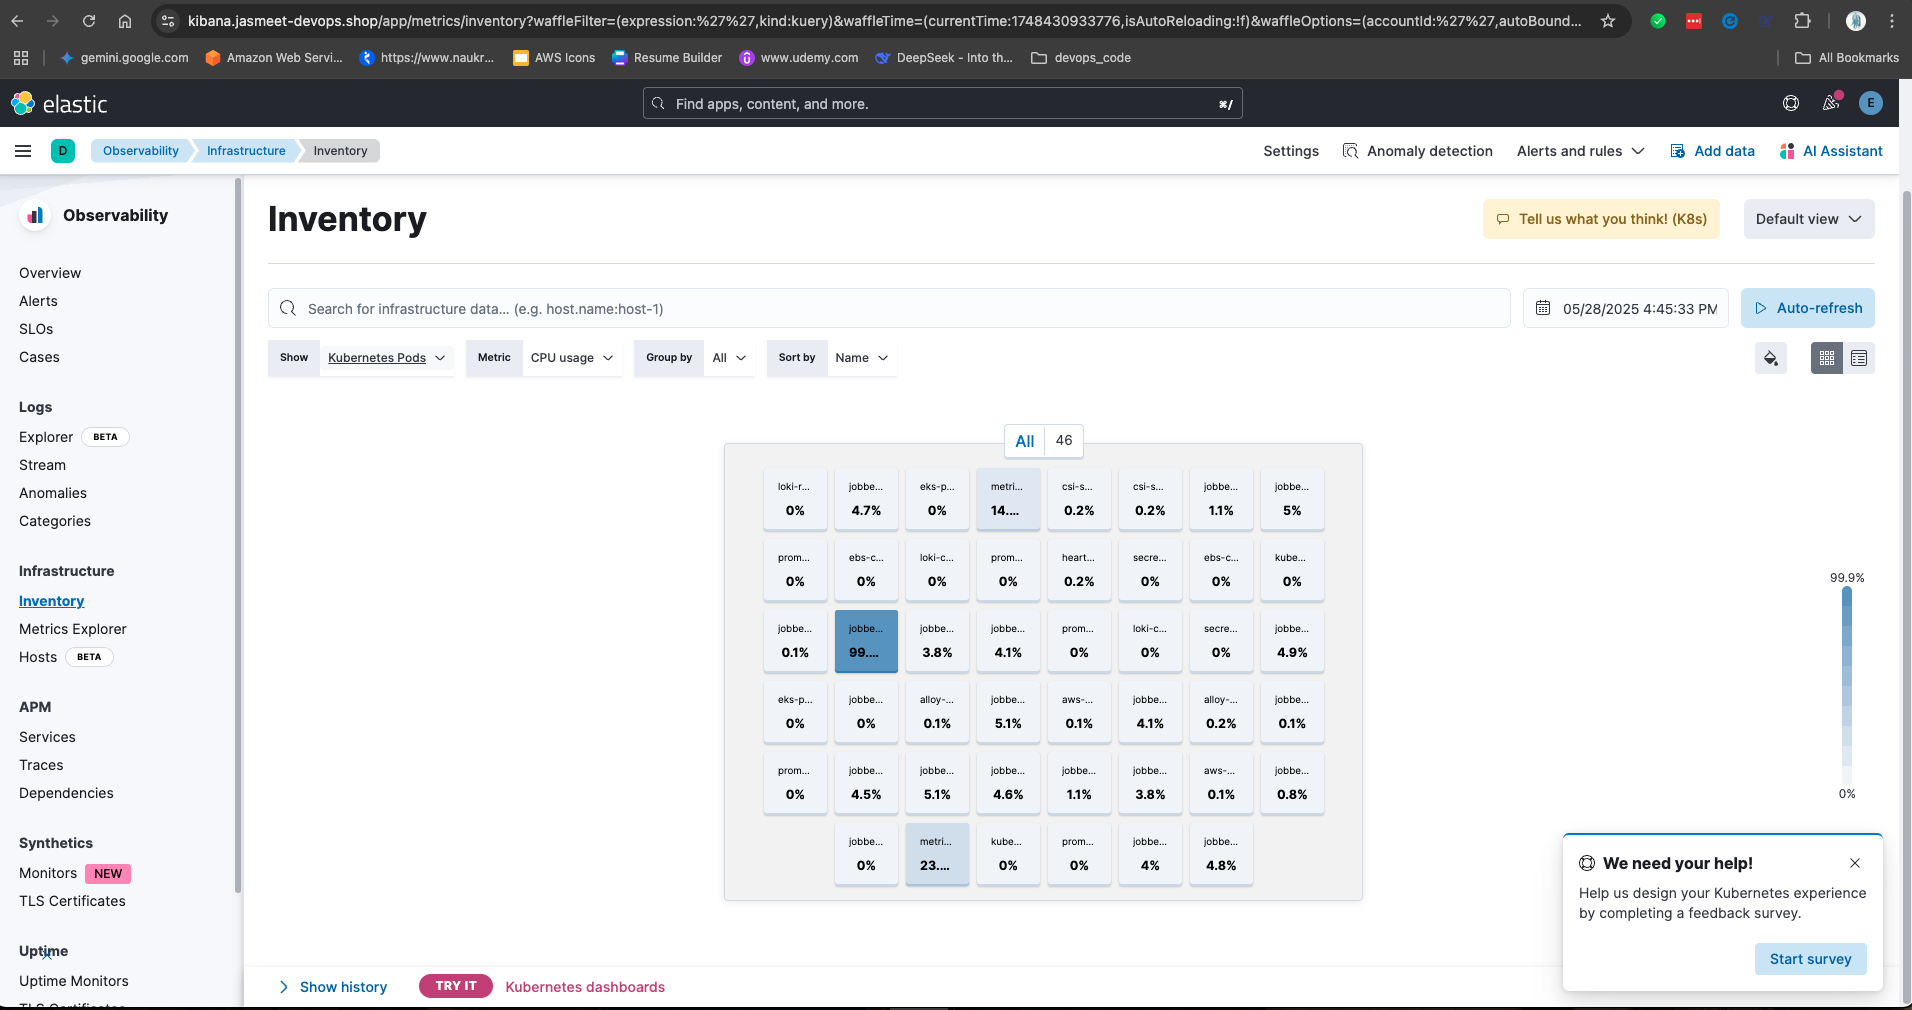 kibana.jasmeet-devops.shop/app/metrics/inventory?waffleFilter=(expression:%27%27,kind:kuery)&waffleTime=(currentTime:1748430933776,isAutoReloading:!f)&waffleOptions=(accountId:%27%27,autoBound...
gemini.google.com Amazon Web Servi... https://www.naukr... AWS Icons Resume Builder www.udemy.com DeepSeek - Into th... devops_code All Bookmarks
elastic Find apps, content, and more. ⌘/ E
D Observability Infrastructure Inventory Settings Anomaly detection Alerts and rules Add data AI Assistant
Observability
Overview
Alerts
SLOs
Cases
Logs
Explorer BETA
Stream
Anomalies
Categories
Infrastructure
Inventory
Metrics Explorer
Hosts BETA
APM
Services
Traces
Dependencies
Synthetics
Monitors NEW
TLS Certificates
Uptime
Uptime Monitors
TLS Certificates
Inventory
Tell us what you think! (K8s) Default view
Search for infrastructure data... (e.g. host.name:host-1) 05/28/2025 4:45:33 PM Auto-refresh
Show Kubernetes Pods Metric CPU usage Group by All Sort by Name
All 46
loki-r... jobbe... eks-p... metri... csi-s... csi-s... jobbe... jobbe...
0% 4.7% 0% 14.... 0.2% 0.2% 1.1% 5%
prom... ebs-c... loki-c... prom... heart... secre... ebs-c... kube...
0% 0% 0% 0% 0.2% 0% 0% 0%
jobbe... jobbe... jobbe... jobbe... prom... loki-c... secre... jobbe...
0.1% 99.... 3.8% 4.1% 0% 0% 0% 4.9%
eks-p... jobbe... alloy-... jobbe... aws-... jobbe... alloy-... jobbe...
0% 0% 0.1% 5.1% 0.1% 4.1% 0.2% 0.1%
prom... jobbe... jobbe... jobbe... jobbe... jobbe... aws-... jobbe...
0% 4.5% 5.1% 4.6% 1.1% 3.8% 0.1% 0.8%
jobbe... metri... kube... prom... jobbe... jobbe...
0% 23.... 0% 0% 4% 4.8%
99.9%
0%
We need your help!
Help us design your Kubernetes experience
by completing a feedback survey.
Start survey
Show history TRY IT Kubernetes dashboards